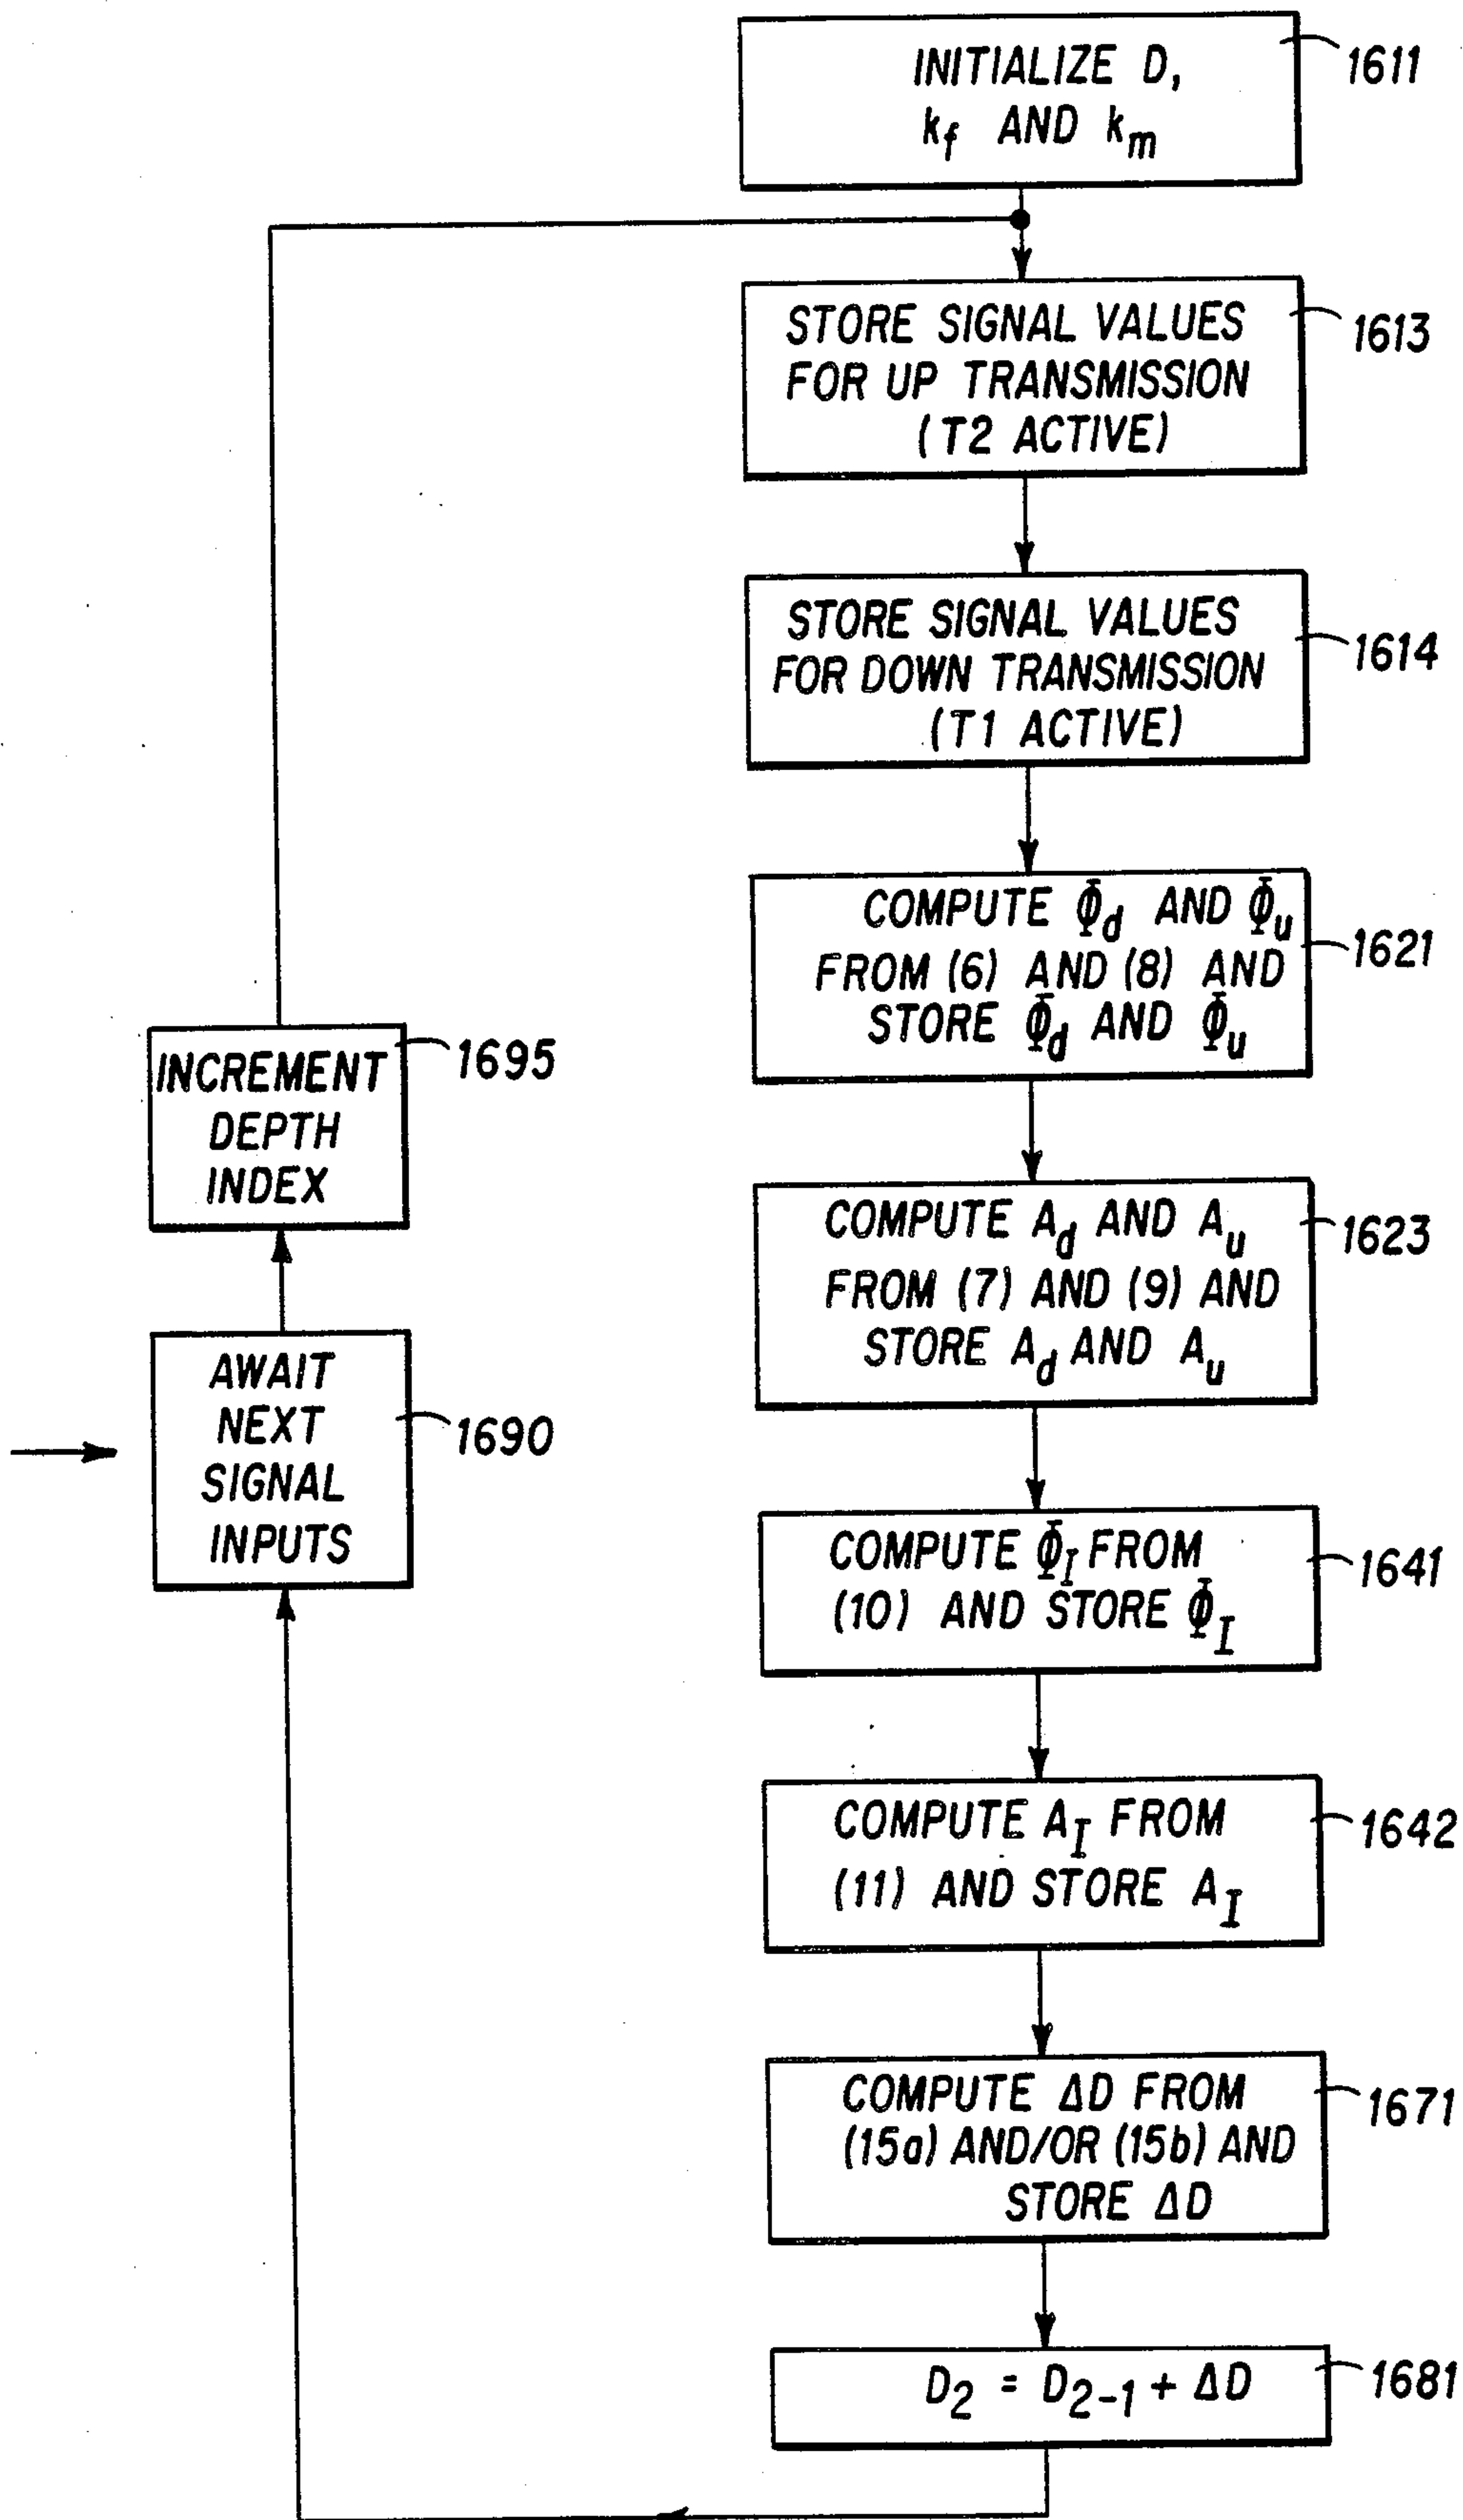 INITIALIZE D,
kf AND km
1611
STORE SIGNAL VALUES
FOR UP TRANSMISSION
(T2 ACTIVE)
1613
STORE SIGNAL VALUES
FOR DOWN TRANSMISSION
(T1 ACTIVE)
1614
COMPUTE Φd AND Φu
FROM (6) AND (8) AND
STORE Φd AND Φu
1621
COMPUTE Ad AND Au
FROM (7) AND (9) AND
STORE Ad AND Au
1623
COMPUTE ΦI FROM
(10) AND STORE ΦI
1641
COMPUTE AI FROM
(11) AND STORE AI
1642
COMPUTE ΔD FROM
(15a) AND/OR (15b) AND
STORE ΔD
1671
D2 = D2-1 + ΔD
1681
AWAIT
NEXT
SIGNAL
INPUTS
1690
INCREMENT
DEPTH
INDEX
1695